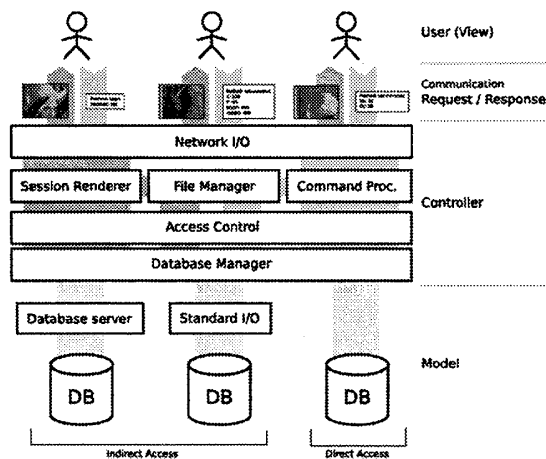 User (View)
Communication
Request / Response
Network I/O
Session Renderer
File Manager
Command Proc.
Controller
Access Control
Database Manager
Database server
Standard I/O
Model
DB
DB
DB
Indirect Access
Direct Access